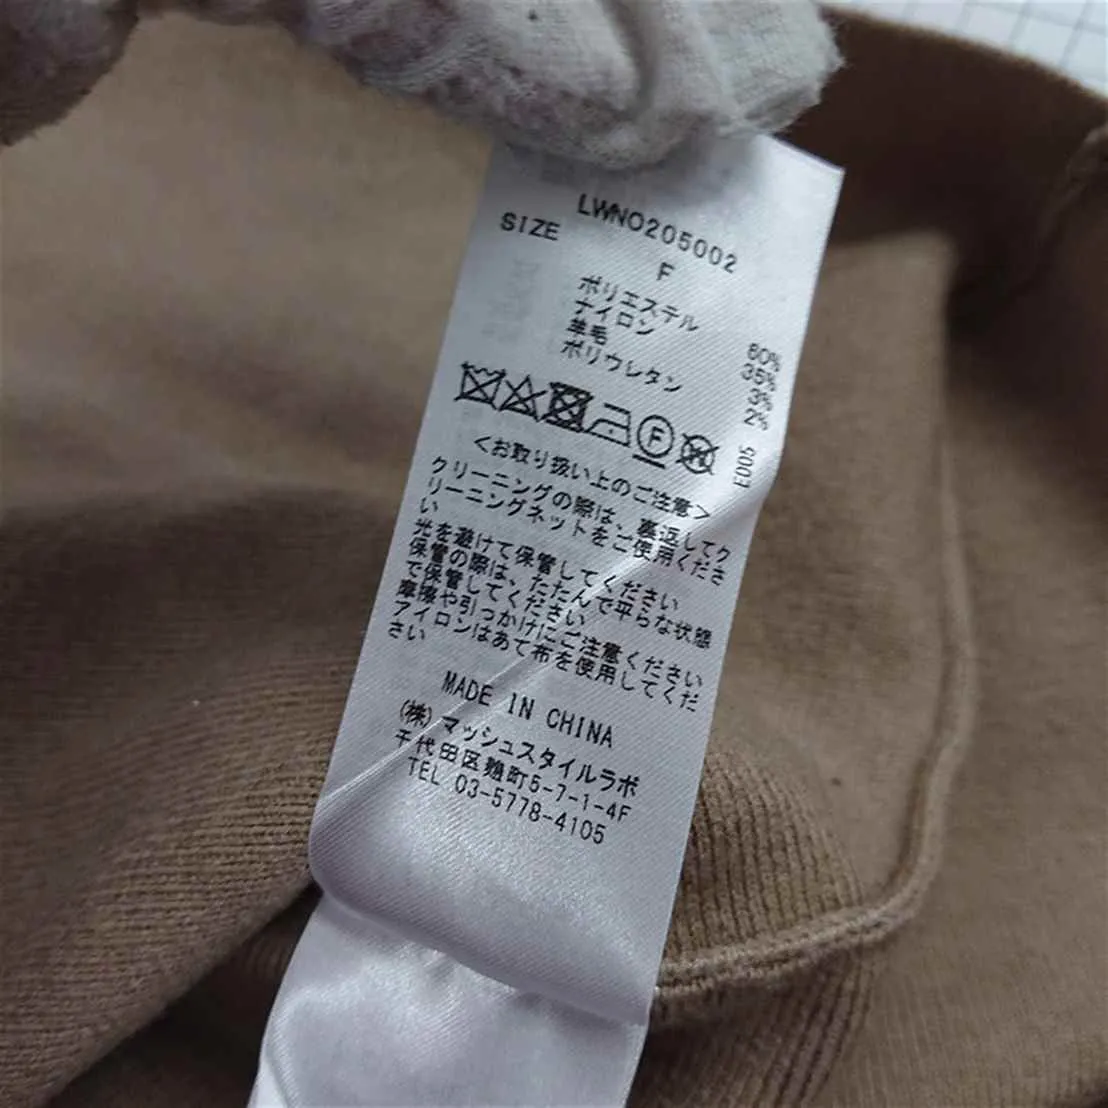 LWNO205002
SIZE
F
ポリエステル 60%
ナイロン 35%
羊毛 3%
ポリウレタン 2%
F W
E005
<お取り扱い上のご注意>
クリーニングの際は、裏返してク
リーニングネットをご使用くださ
い
光を避けて保管してください
保管の際は、たたんで平らな状態
で保管してください
摩擦や引っかけにご注意ください
アイロンはあて布を使用してくだ
さい
MADE IN CHINA
(株)マッシュスタイルラボ
千代田区麹町5-7-1-4F
TEL 03-5778-4105